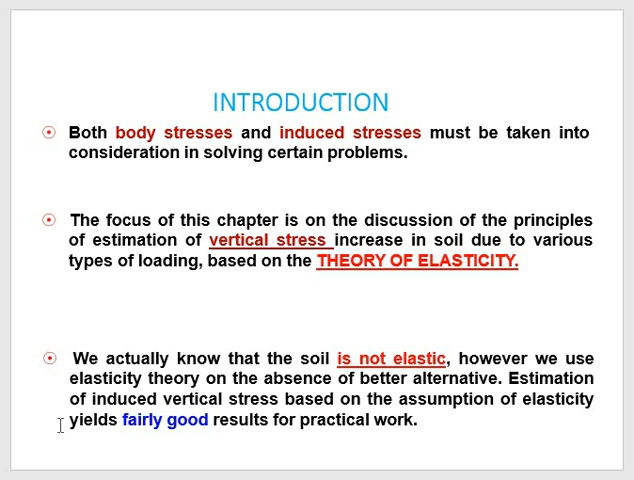 INTRODUCTION
Both body stresses and induced stresses must be taken into
consideration in solving certain problems.
The focus of this chapter is on the discussion of the principles
of estimation of vertical stress increase in soil due to various
types of loading, based on the THEORY OF ELASTICITY.
We actually know that the soil is not elastic, however we use
elasticity theory on the absence of better alternative. Estimation
of induced vertical stress based on the assumption of elasticity
yields fairly good results for practical work.